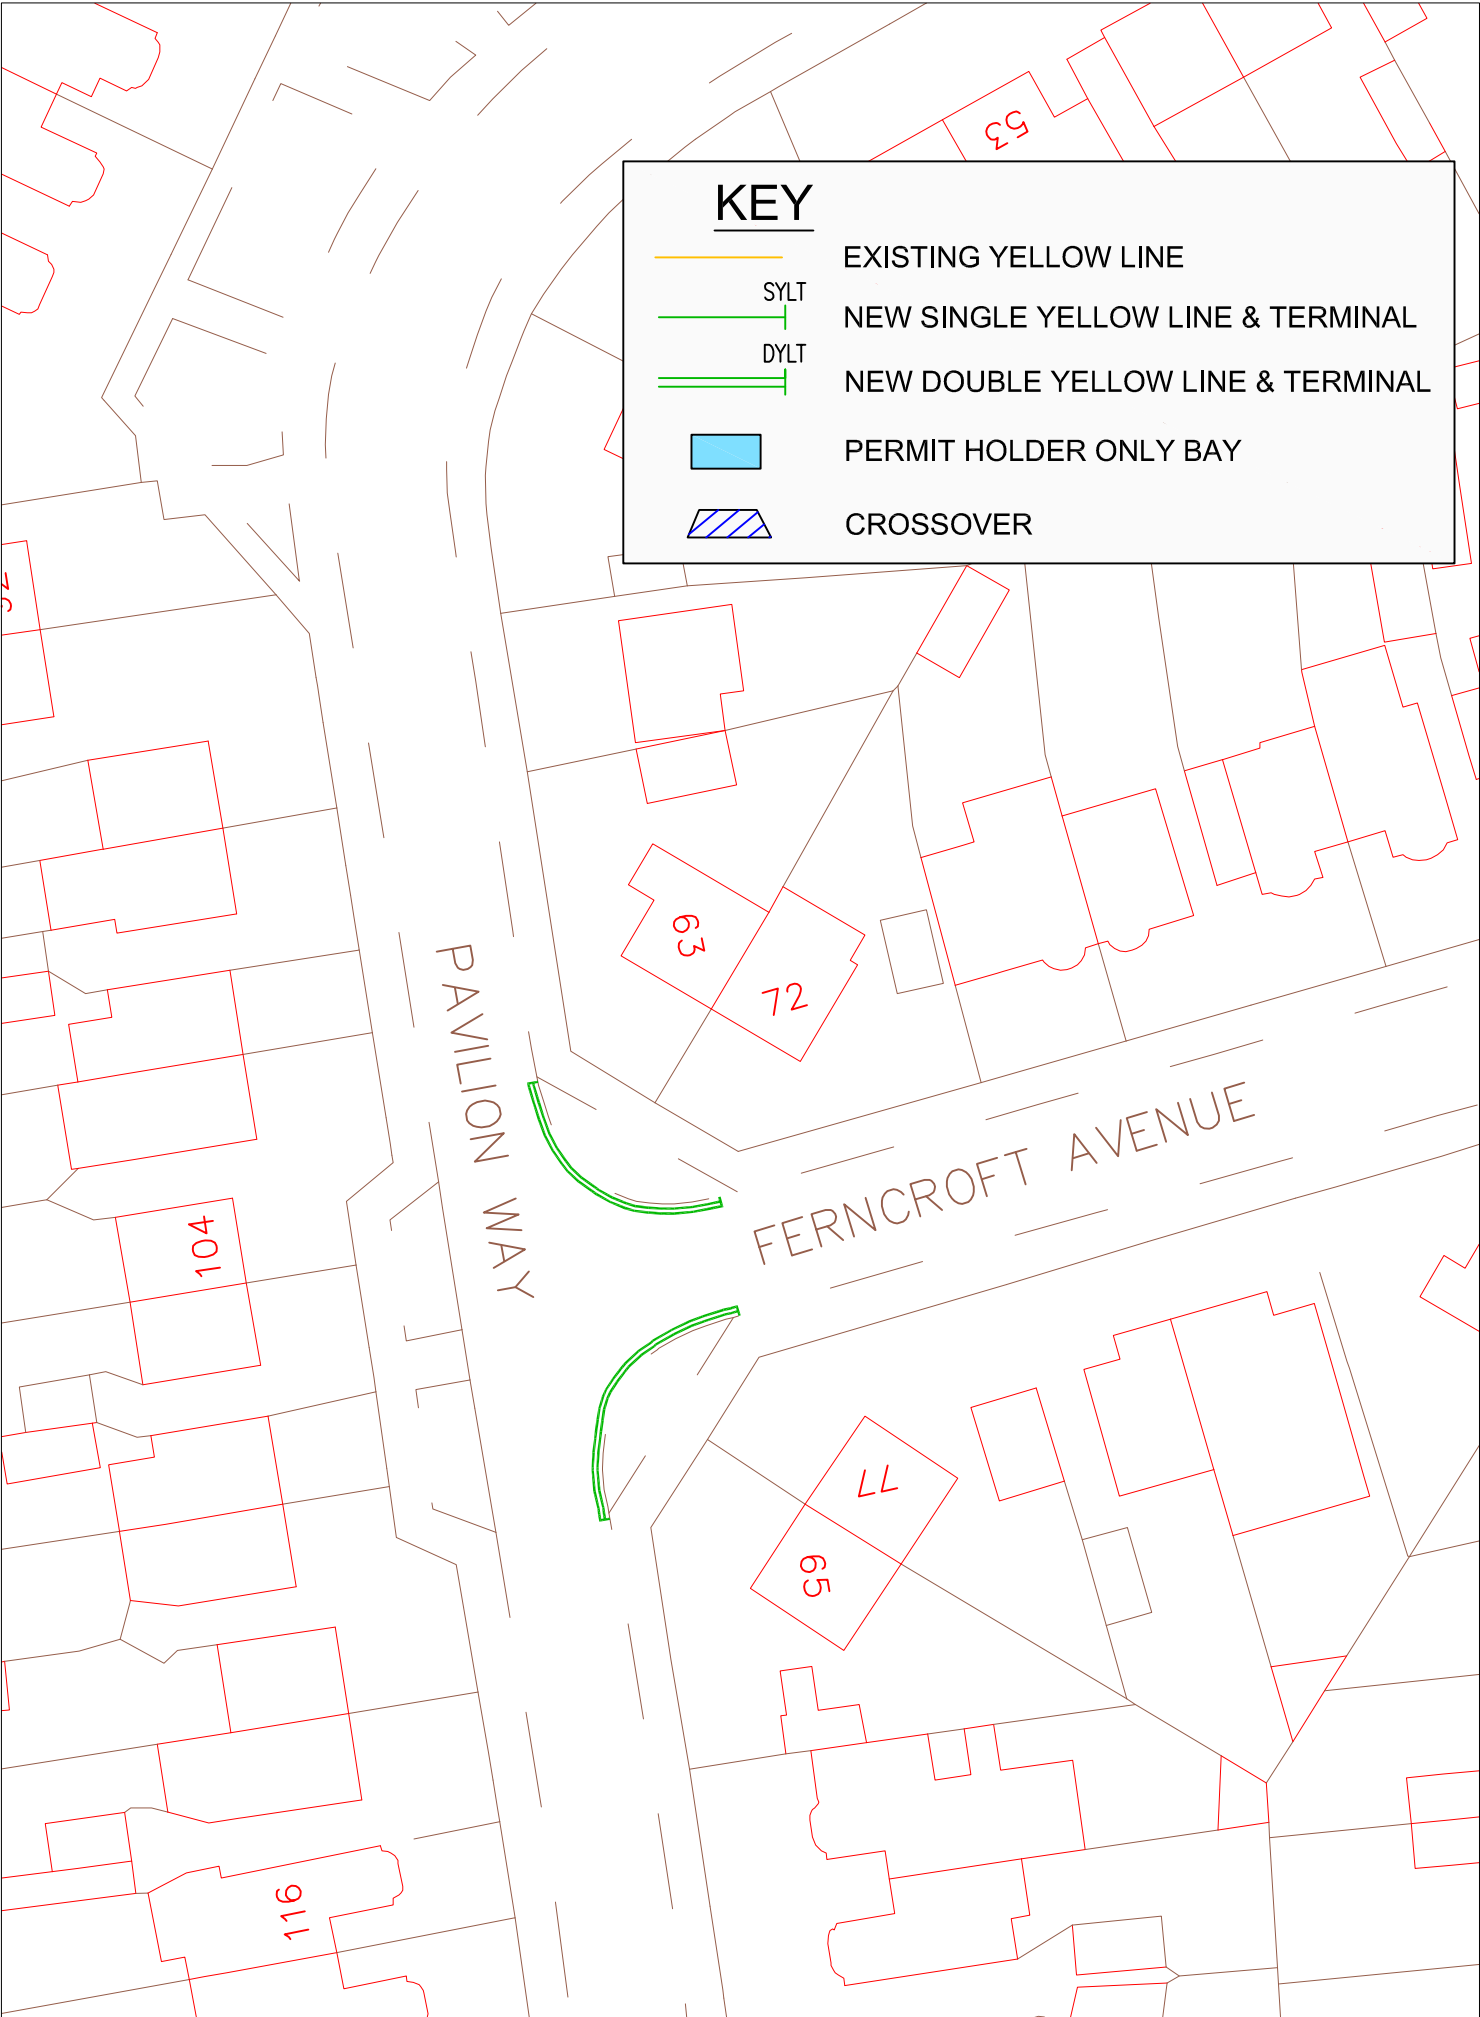 53
KEY
EXISTING YELLOW LINE
SYLT
NEW SINGLE YELLOW LINE & TERMINAL
DYLT
NEW DOUBLE YELLOW LINE & TERMINAL
PERMIT HOLDER ONLY BAY
CROSSOVER
63
72
PAVILION WAY
FERNCROFT AVENUE
104
77
65
116